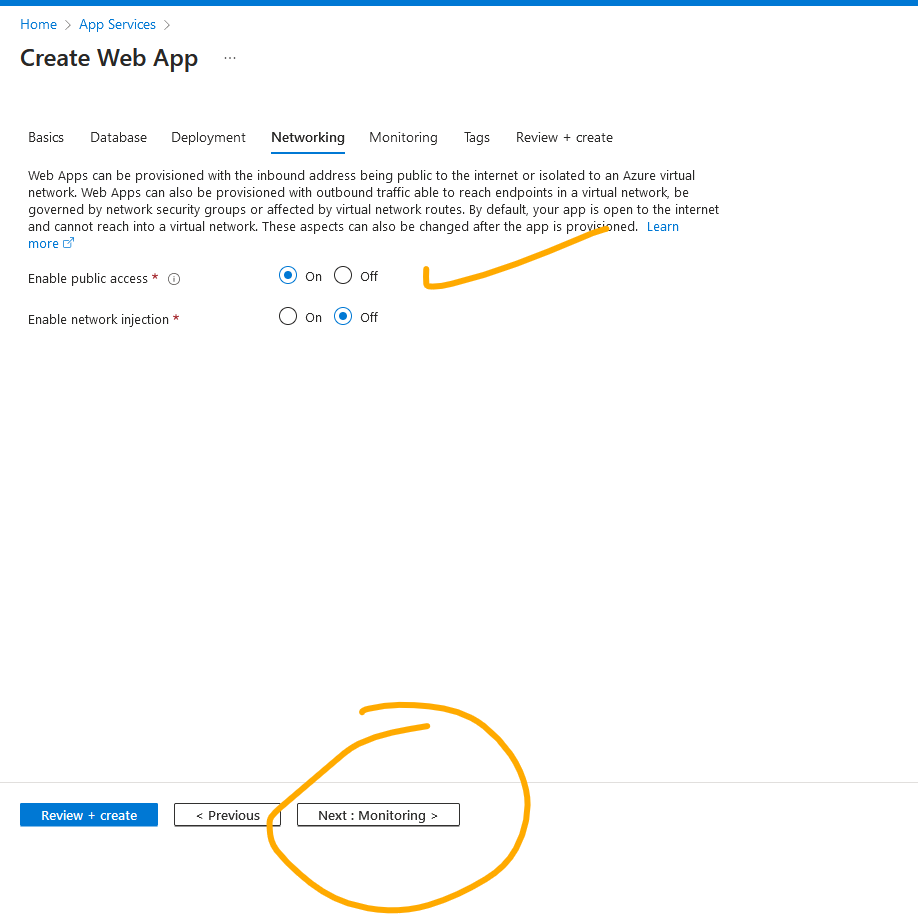 Home > App Services >
Create Web App ...
Basics Database Deployment Networking Monitoring Tags Review + create
Web Apps can be provisioned with the inbound address being public to the internet or isolated to an Azure virtual
network. Web Apps can also be provisioned with outbound traffic able to reach endpoints in a virtual network, be
governed by network security groups or affected by virtual network routes. By default, your app is open to the internet
and cannot reach into a virtual network. These aspects can also be changed after the app is provisioned. Learn
more
Enable public access * On Off
Enable network injection * On Off
Review + create < Previous Next : Monitoring >